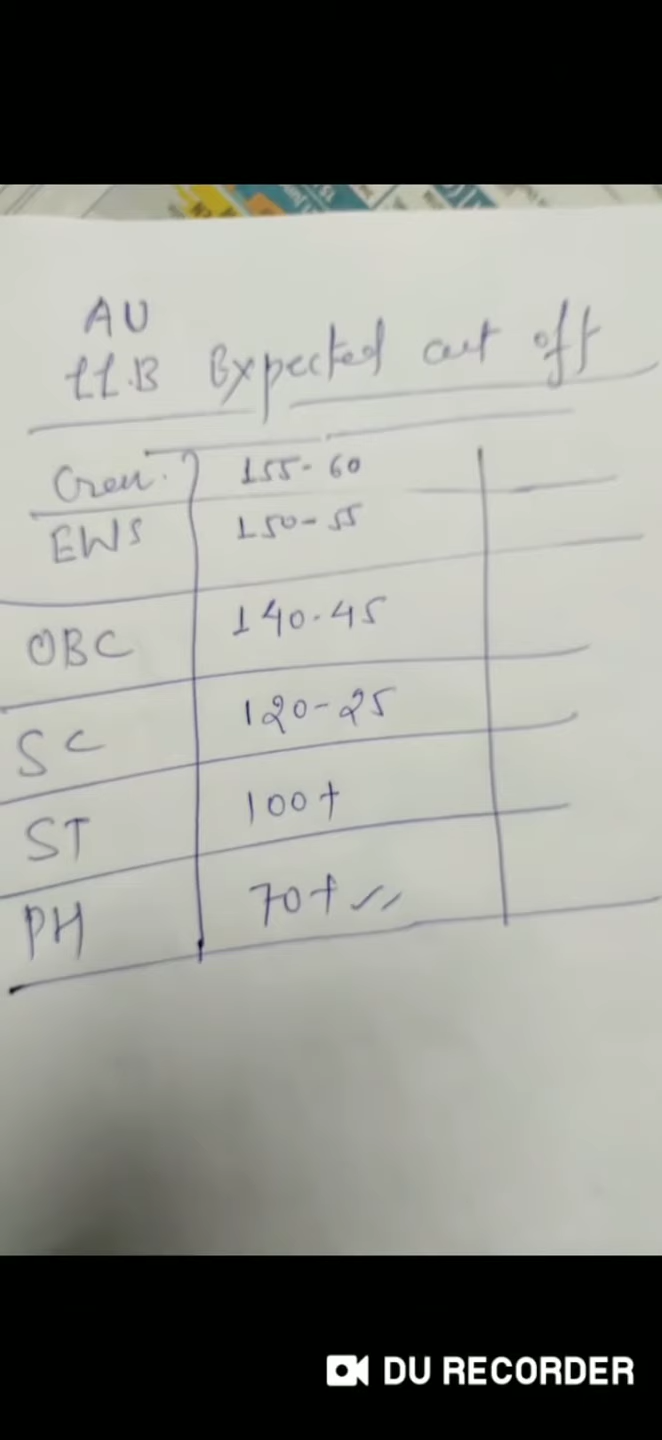 AU
LL.B Expected cut off
Gen. 155-60
EWS 150-55
OBC 140-45
SC 120-25
ST 100+
PH 70+
DU RECORDER